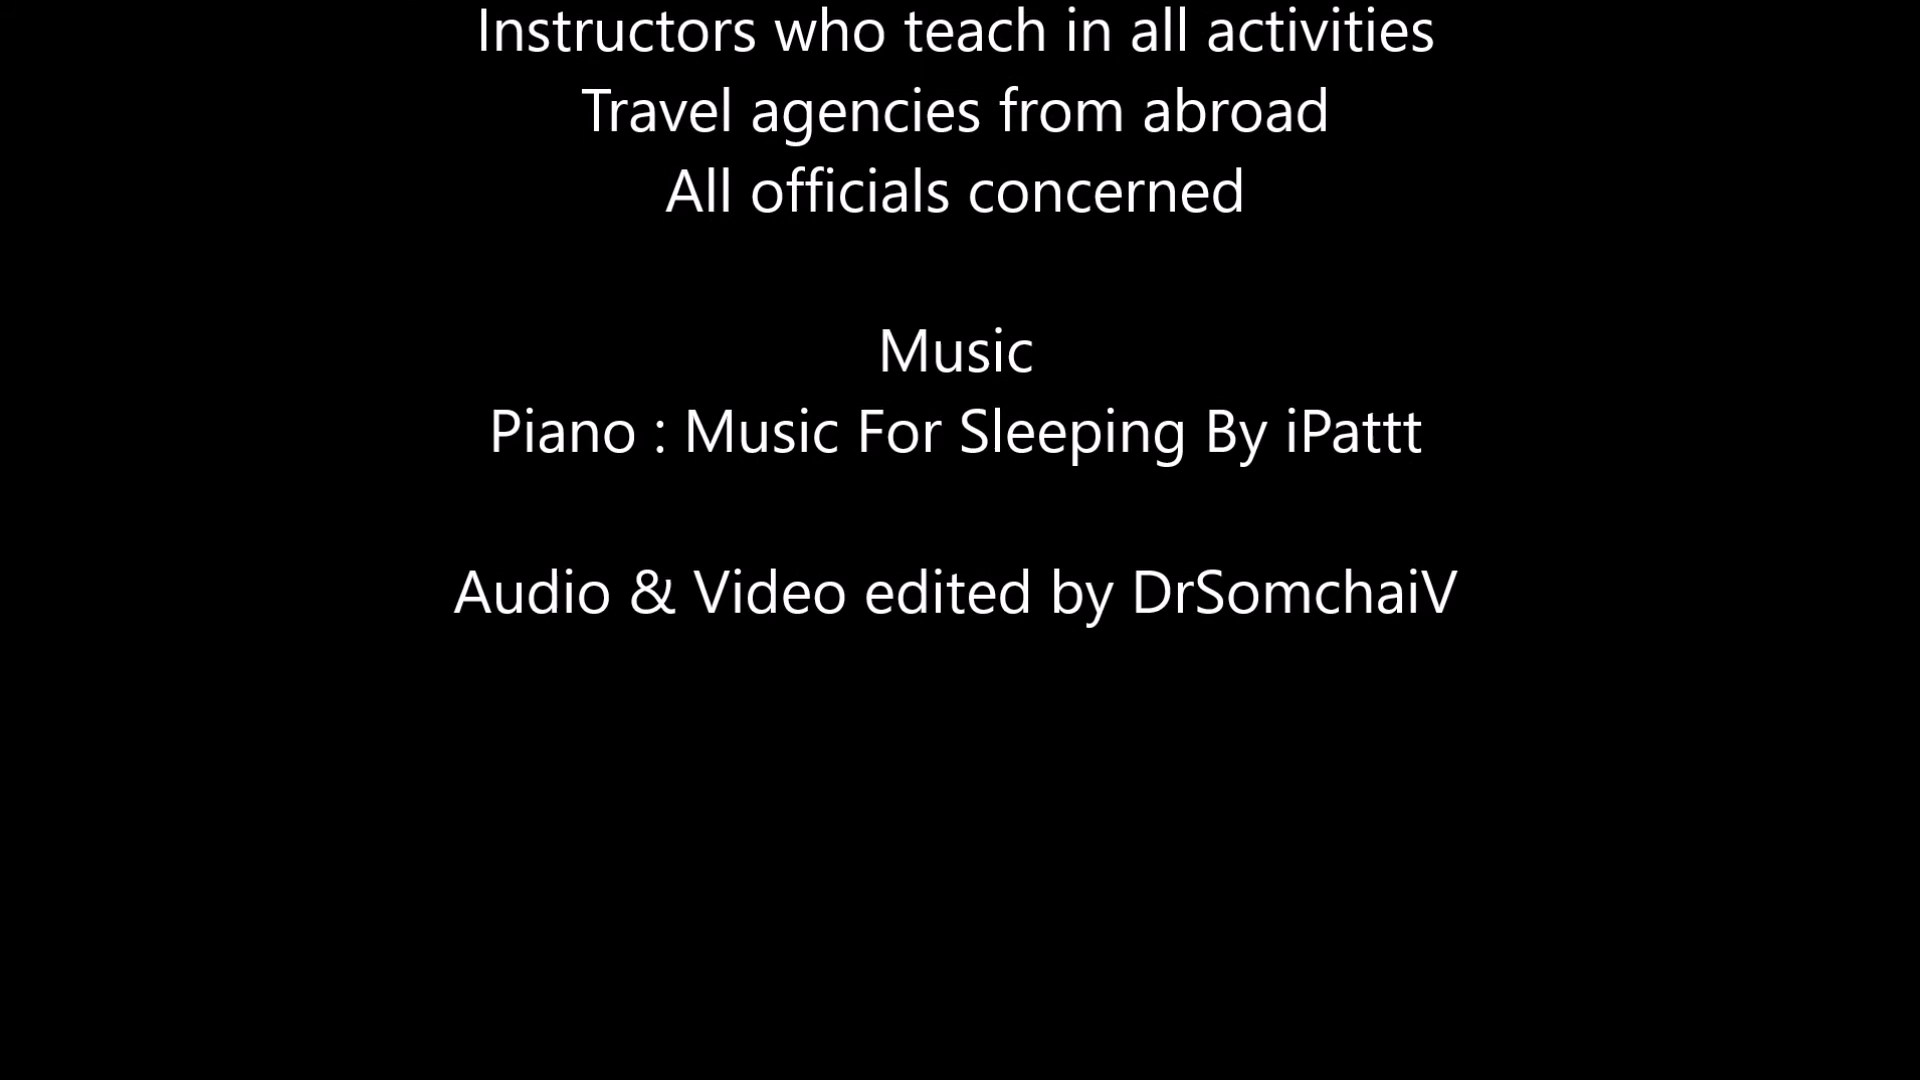 Instructors who teach in all activities
Travel agencies from abroad
All officials concerned
Music
Piano : Music For Sleeping By iPattt
Audio & Video edited by DrSomchaiV